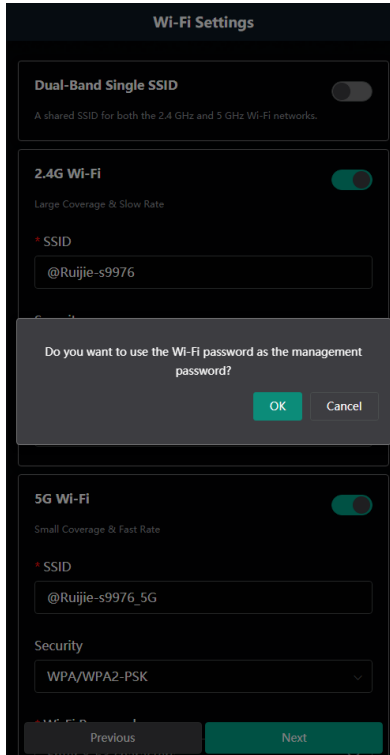 Wi-Fi Settings
Dual-Band Single SSID
A shared SSID for both the 2.4 GHz and 5 GHz Wi-Fi networks.
2.4G Wi-Fi
Large Coverage & Slow Rate
* SSID
@Ruijie-s9976
Do you want to use the Wi-Fi password as the management
password?
OK Cancel
5G Wi-Fi
Small Coverage & Fast Rate
* SSID
@Ruijie-s9976_5G
Security
WPA/WPA2-PSK
Previous Next